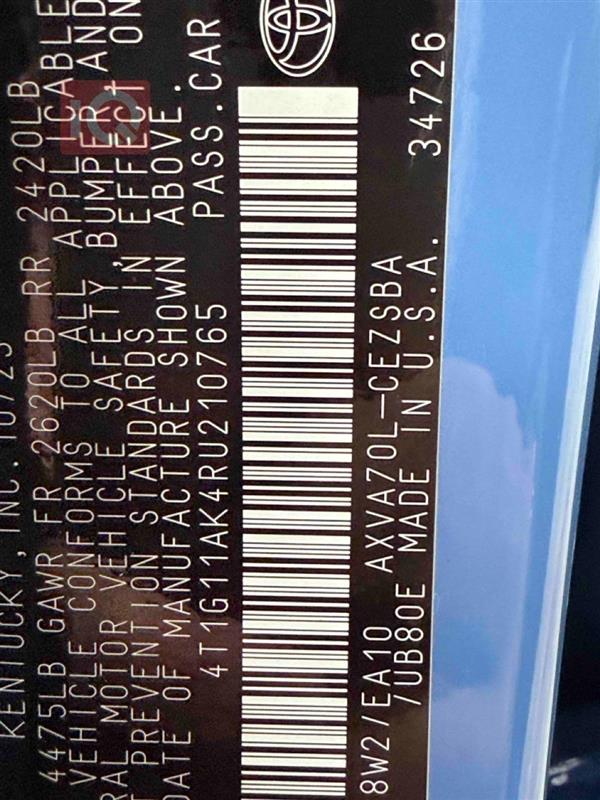 KENTUCKY, INC. 10/23
4475LB GAWR FR 2620LB RR 2420LB
VEHICLE CONFORMS TO ALL APPLICABLE
RAL MOTOR VEHICLE SAFETY, BUMPER, AND
T PREVENTION STANDARDS IN EFFECT ON
DATE OF MANUFACTURE SHOWN ABOVE.
4T1G11AK4RU210765 PASS.CAR
8W2/EA10 AXVA70L-CEZSBA
/UB80E MADE IN U.S.A. 34726